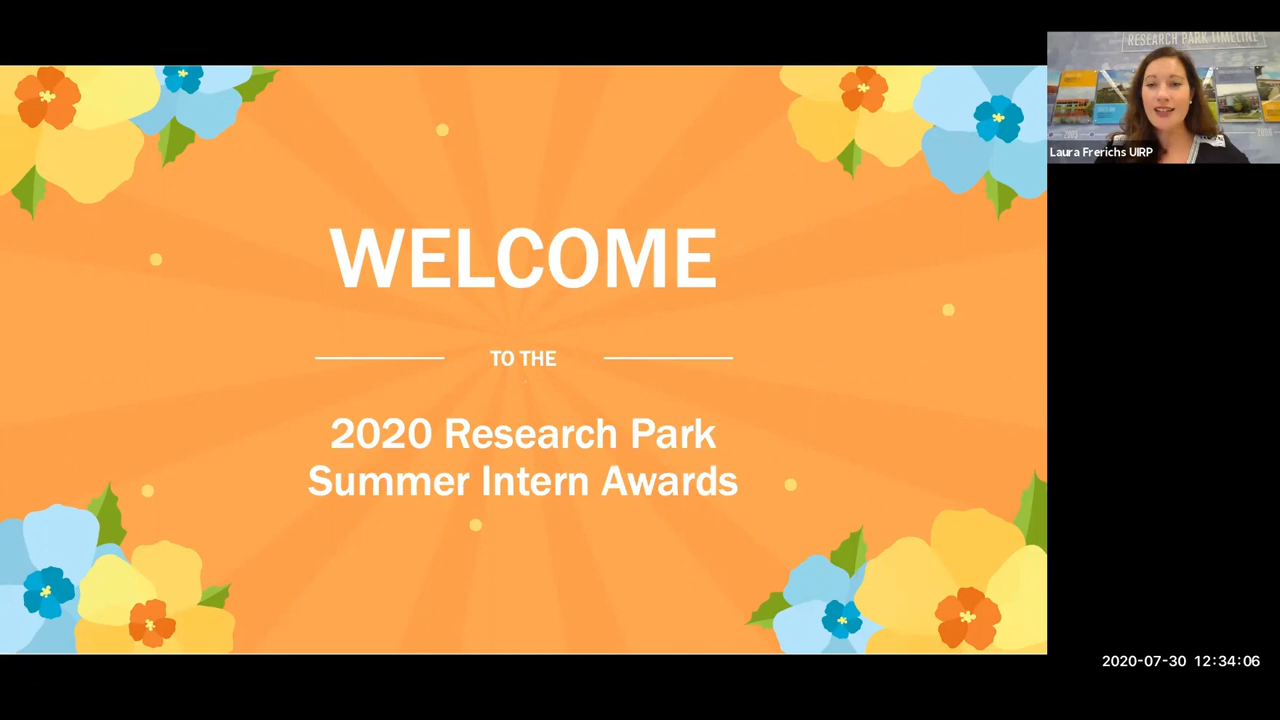 WELCOME
TO THE
2020 Research Park
Summer Intern Awards
RESEARCH PARK TIMELINE
Laura Frerichs UIRP
2020-07-30 12:34:06